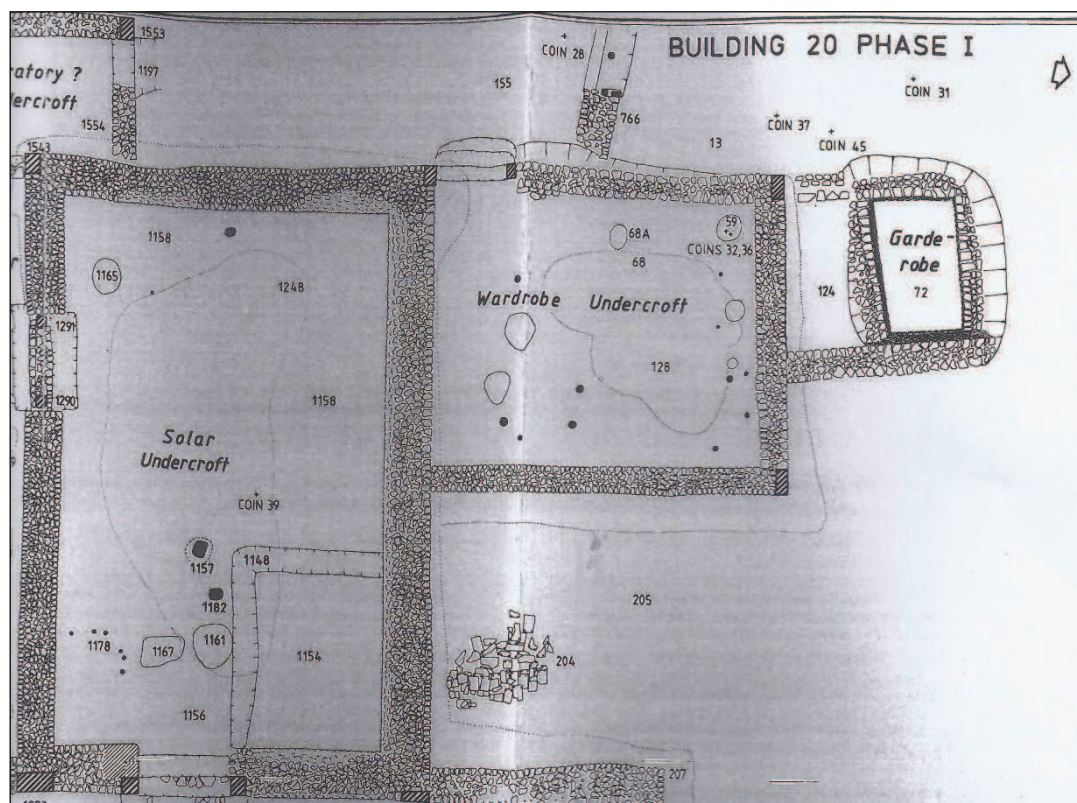 BUILDING 20 PHASE I
1553
COIN 28
155
1197
766
COIN 31
COIN 37
COIN 45
13
ratory ?
dercroft
1554
1543
1158
1165
1248
59
68A
COINS 32,36
68
Garde-
robe
72
124
Wardrobe Undercroft
128
1291
1290
1158
Solar
Undercroft
COIN 39
1157
1148
1182
205
1178
1167
1161
1154
204
1156
207